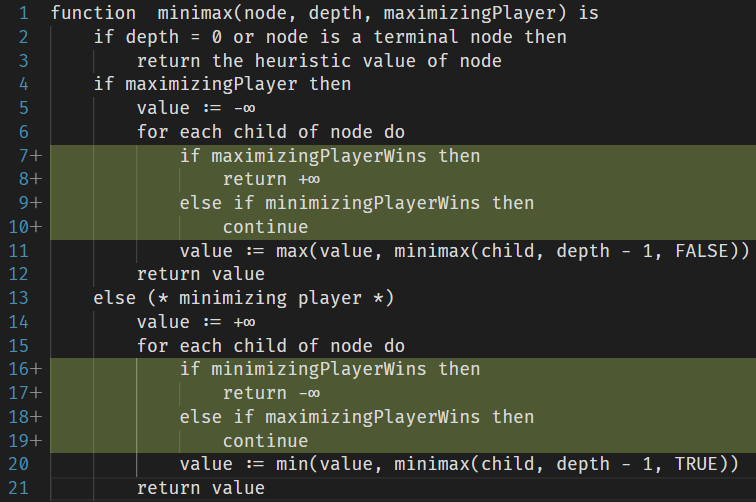 1 function  minimax(node, depth, maximizingPlayer) is
2     if depth = 0 or node is a terminal node then
3         return the heuristic value of node
4     if maximizingPlayer then
5         value := -∞
6         for each child of node do
7+            if maximizingPlayerWins then
8+                return +∞
9+            else if minimizingPlayerWins then
10+                continue
11            value := max(value, minimax(child, depth - 1, FALSE))
12        return value
13    else (* minimizing player *)
14        value := +∞
15        for each child of node do
16+            if minimizingPlayerWins then
17+                return -∞
18+            else if maximizingPlayerWins then
19+                continue
20            value := min(value, minimax(child, depth - 1, TRUE))
21        return value